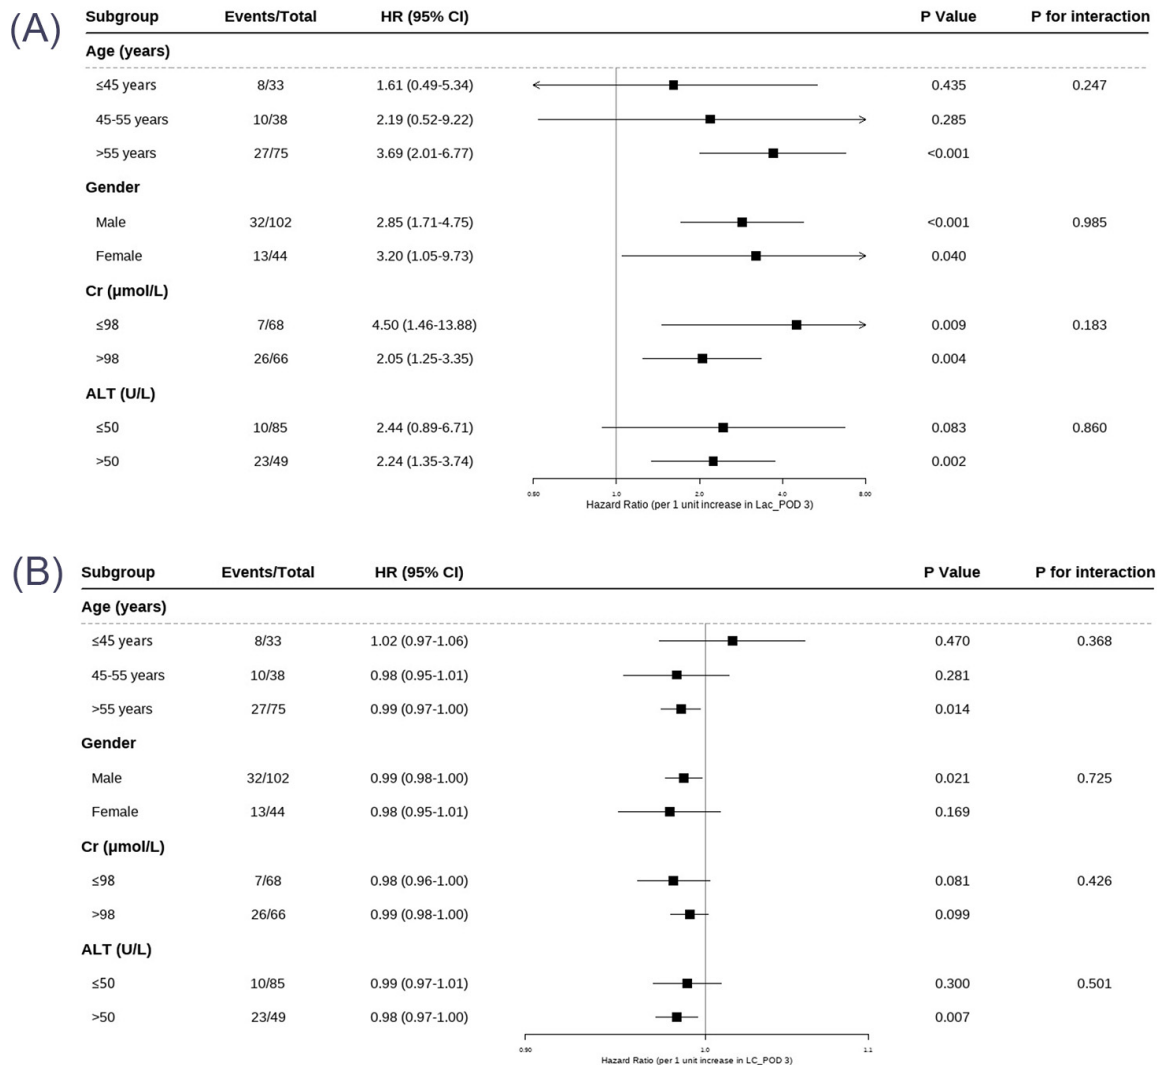 (A)
Subgroup Events/Total HR (95% CI) P Value P for interaction
Age (years)
≤45 years 8/33 1.61 (0.49-5.34) 0.435 0.247
45-55 years 10/38 2.19 (0.52-9.22) 0.285
>55 years 27/75 3.69 (2.01-6.77) <0.001
Gender
Male 32/102 2.85 (1.71-4.75) <0.001 0.985
Female 13/44 3.20 (1.05-9.73) 0.040
Cr (μmol/L)
≤98 7/68 4.50 (1.46-13.88) 0.009 0.183
>98 26/66 2.05 (1.25-3.35) 0.004
ALT (U/L)
≤50 10/85 2.44 (0.89-6.71) 0.083 0.860
>50 23/49 2.24 (1.35-3.74) 0.002
0.50 1.0 2.0 4.0 8.00
Hazard Ratio (per 1 unit increase in Lac_POD 3)
(B)
Subgroup Events/Total HR (95% CI) P Value P for interaction
Age (years)
≤45 years 8/33 1.02 (0.97-1.06) 0.470 0.368
45-55 years 10/38 0.98 (0.95-1.01) 0.281
>55 years 27/75 0.99 (0.97-1.00) 0.014
Gender
Male 32/102 0.99 (0.98-1.00) 0.021 0.725
Female 13/44 0.98 (0.95-1.01) 0.169
Cr (μmol/L)
≤98 7/68 0.98 (0.96-1.00) 0.081 0.426
>98 26/66 0.99 (0.98-1.00) 0.099
ALT (U/L)
≤50 10/85 0.99 (0.97-1.01) 0.300 0.501
>50 23/49 0.98 (0.97-1.00) 0.007
0.90 1.0 1.1
Hazard Ratio (per 1 unit increase in LC_POD 3)